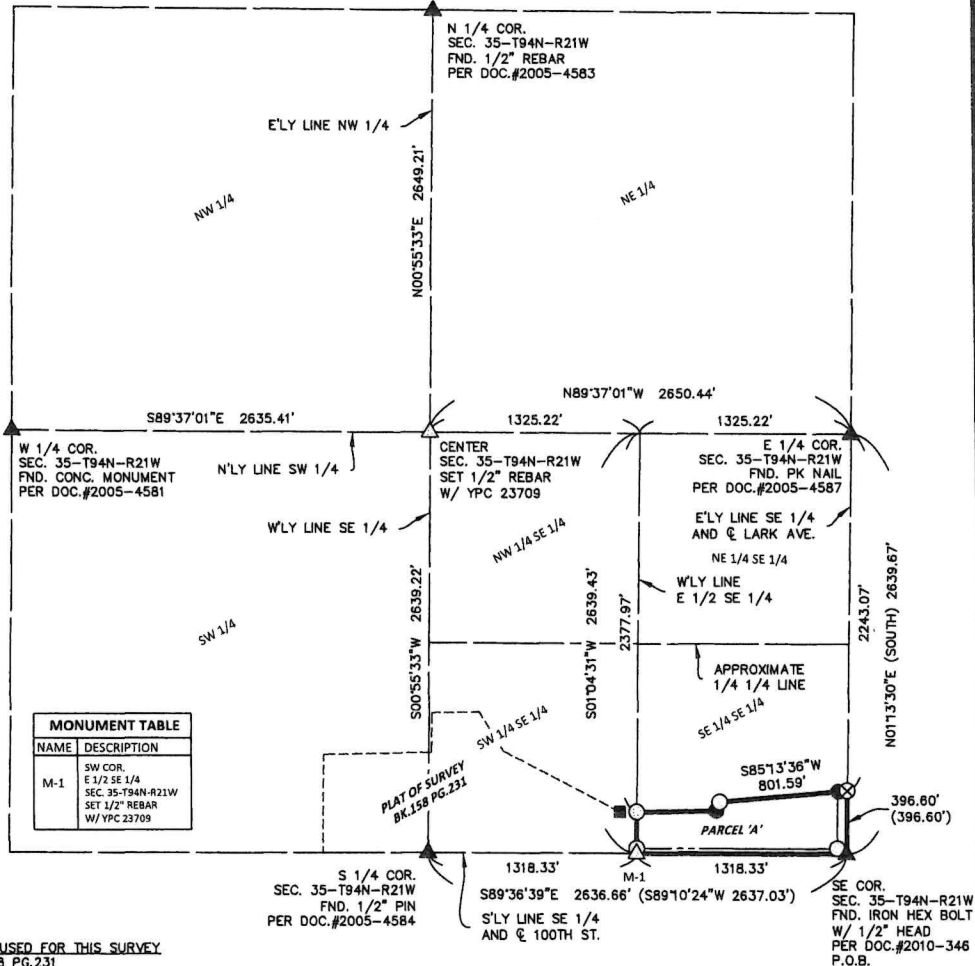 N 1/4 COR.
SEC. 35-T94N-R21W
FND. 1/2" REBAR
PER DOC.#2005-4583
E'LY LINE NW 1/4
NW 1/4
NE 1/4
N00°55'33"E 2649.21'
N89°37'01"W 2650.44'
S89°37'01"E 2635.41'
1325.22'
1325.22'
W 1/4 COR.
SEC. 35-T94N-R21W
FND. CONC. MONUMENT
PER DOC.#2005-4581
N'LY LINE SW 1/4
CENTER
SEC. 35-T94N-R21W
SET 1/2" REBAR
W/ YPC 23709
E 1/4 COR.
SEC. 35-T94N-R21W
FND. PK NAIL
PER DOC.#2005-4587
W'LY LINE SE 1/4
E'LY LINE SE 1/4
AND ℄ LARK AVE.
NW 1/4 SE 1/4
NE 1/4 SE 1/4
W'LY LINE
E 1/2 SE 1/4
SW 1/4
S00°55'33"W 2639.22'
S01°04'31"W 2639.43'
2377.97'
2243.07'
N01°13'30"E (SOUTH) 2639.67'
APPROXIMATE
1/4 1/4 LINE
SW 1/4 SE 1/4
SE 1/4 SE 1/4
MONUMENT TABLE
NAME DESCRIPTION
M-1
SW COR.
E 1/2 SE 1/4
SEC. 35-T94N-R21W
SET 1/2" REBAR
W/ YPC 23709
PLAT OF SURVEY
BK.158 PG.231
S85°13'36"W
801.59'
396.60'
(396.60')
PARCEL 'A'
1318.33'
M-1
1318.33'
S 1/4 COR.
SEC. 35-T94N-R21W
FND. 1/2" PIN
PER DOC.#2005-4584
S89°36'39"E 2636.66' (S89°10'24"W 2637.03')
S'LY LINE SE 1/4
AND ℄ 100TH ST.
SE COR.
SEC. 35-T94N-R21W
FND. IRON HEX BOLT
W/ 1/2" HEAD
PER DOC.#2010-346
P.O.B.
USED FOR THIS SURVEY
PG.231